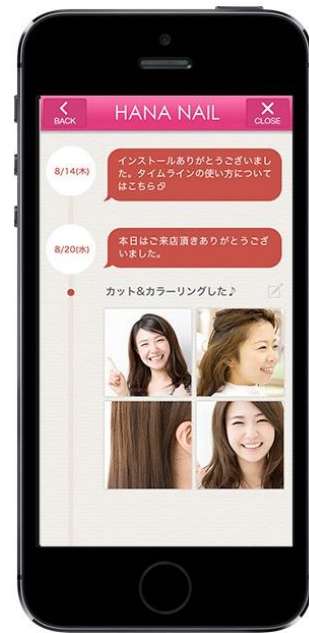 BACK
HANA NAIL
CLOSE
8/14(木)
インストールありがとうございまし
た。タイムラインの使い方について
はこちら
8/20(水)
本日はご来店頂きありがとうござ
いました。
カット&カラーリングした♪